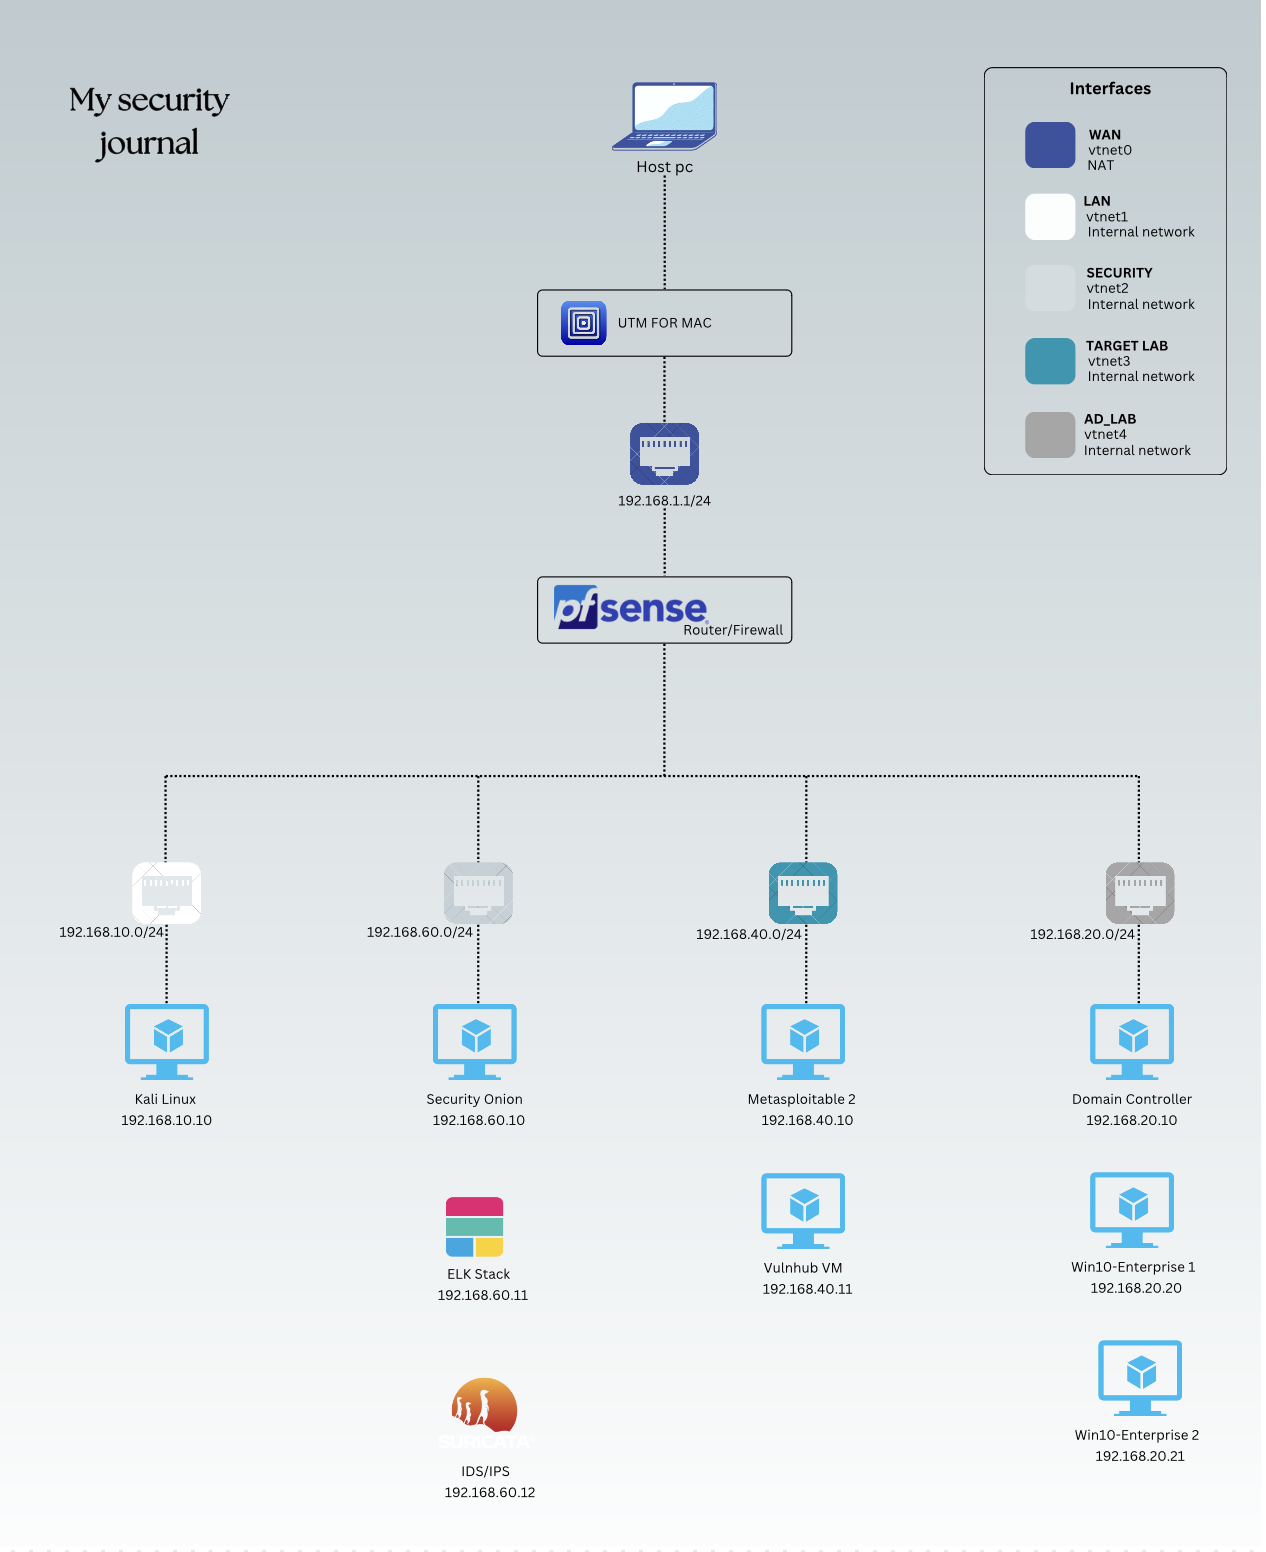 My security
journal
Host pc
Interfaces
WAN
vtnet0
NAT
LAN
vtnet1
Internal network
SECURITY
vtnet2
Internal network
TARGET LAB
vtnet3
Internal network
AD_LAB
vtnet4
Internal network
UTM FOR MAC
192.168.1.1/24
pfsense®
Router/Firewall
192.168.10.0/24
192.168.60.0/24
192.168.40.0/24
192.168.20.0/24
Kali Linux
192.168.10.10
Security Onion
192.168.60.10
Metasploitable 2
192.168.40.10
Domain Controller
192.168.20.10
ELK Stack
192.168.60.11
Vulnhub VM
192.168.40.11
Win10-Enterprise 1
192.168.20.20
SURICATA®
IDS/IPS
192.168.60.12
Win10-Enterprise 2
192.168.20.21